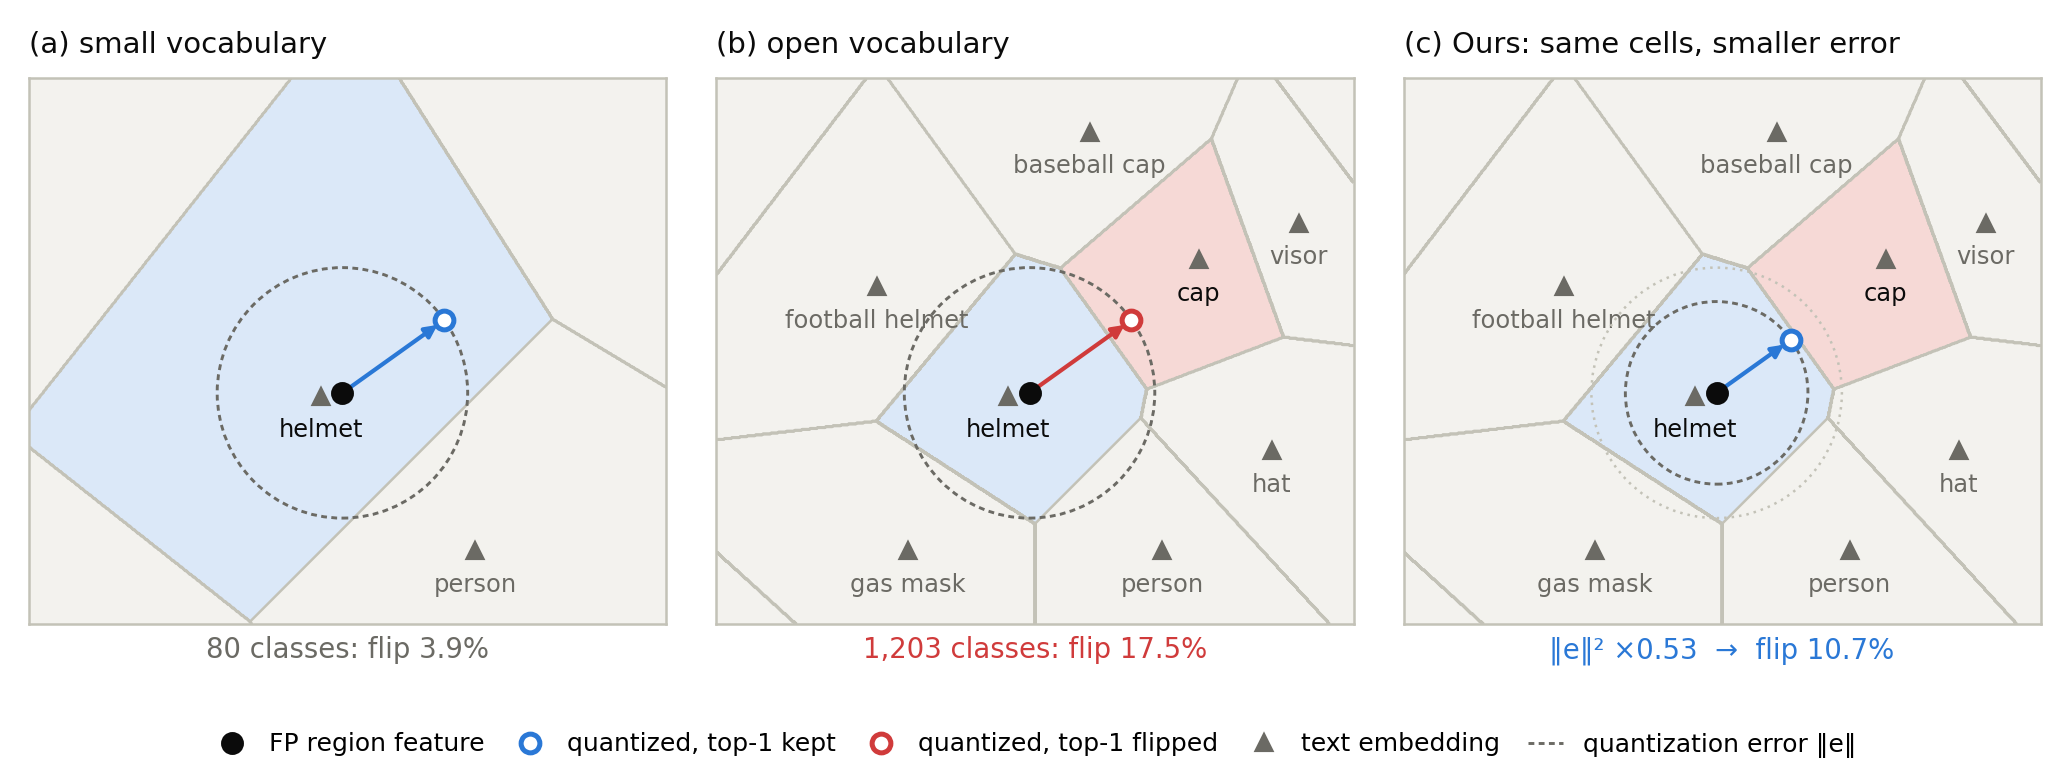 (a) small vocabulary
helmet
person
80 classes: flip 3.9%
(b) open vocabulary
baseball cap
visor
cap
football helmet
helmet
hat
gas mask
person
1,203 classes: flip 17.5%
(c) Ours: same cells, smaller error
baseball cap
visor
cap
football helmet
helmet
hat
gas mask
person
‖e‖² ×0.53 → flip 10.7%
FP region feature
quantized, top-1 kept
quantized, top-1 flipped
text embedding
quantization error ‖e‖